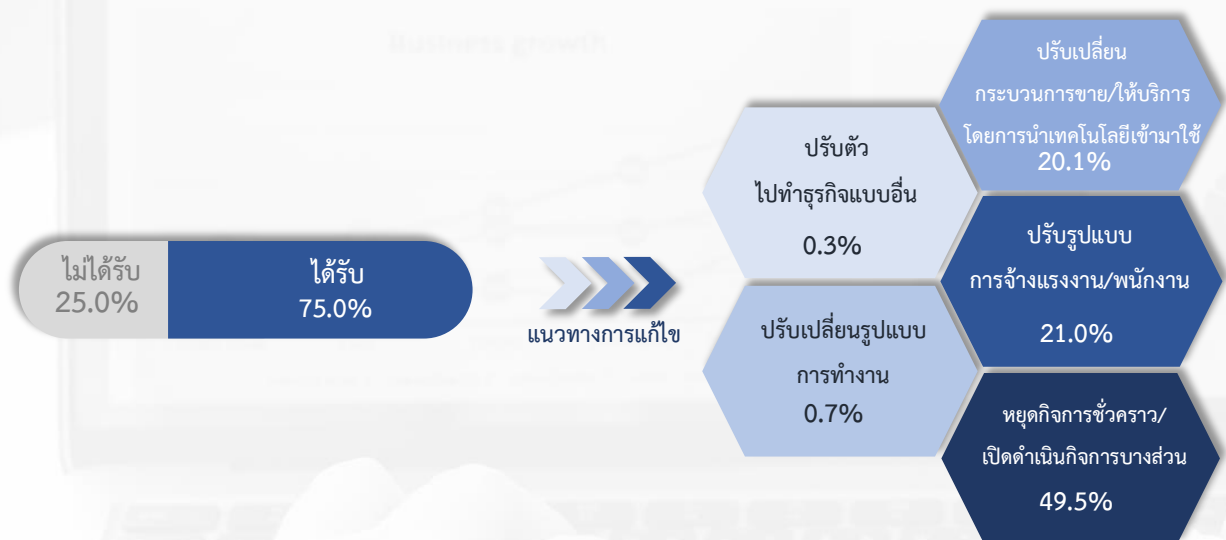 Business growth
ไม่ได้รับ
25.0%
ได้รับ
75.0%
แนวทางการแก้ไข
ปรับตัว
ไปทำธุรกิจแบบอื่น
0.3%
ปรับเปลี่ยนรูปแบบ
การทำงาน
0.7%
ปรับเปลี่ยน
กระบวนการขาย/ให้บริการ
โดยการนำเทคโนโลยีเข้ามาใช้
20.1%
ปรับรูปแบบ
การจ้างแรงงาน/พนักงาน
21.0%
หยุดกิจการชั่วคราว/
เปิดดำเนินกิจการบางส่วน
49.5%